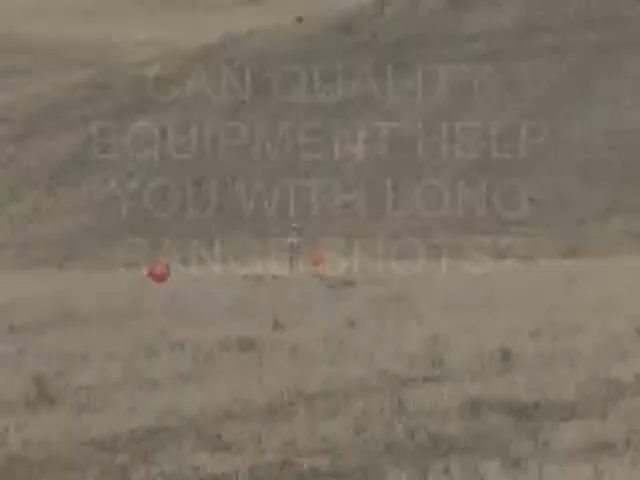 CAN QUALITY
EQUIPMENT HELP
YOU WITH LONG
RANGE SHOTS?